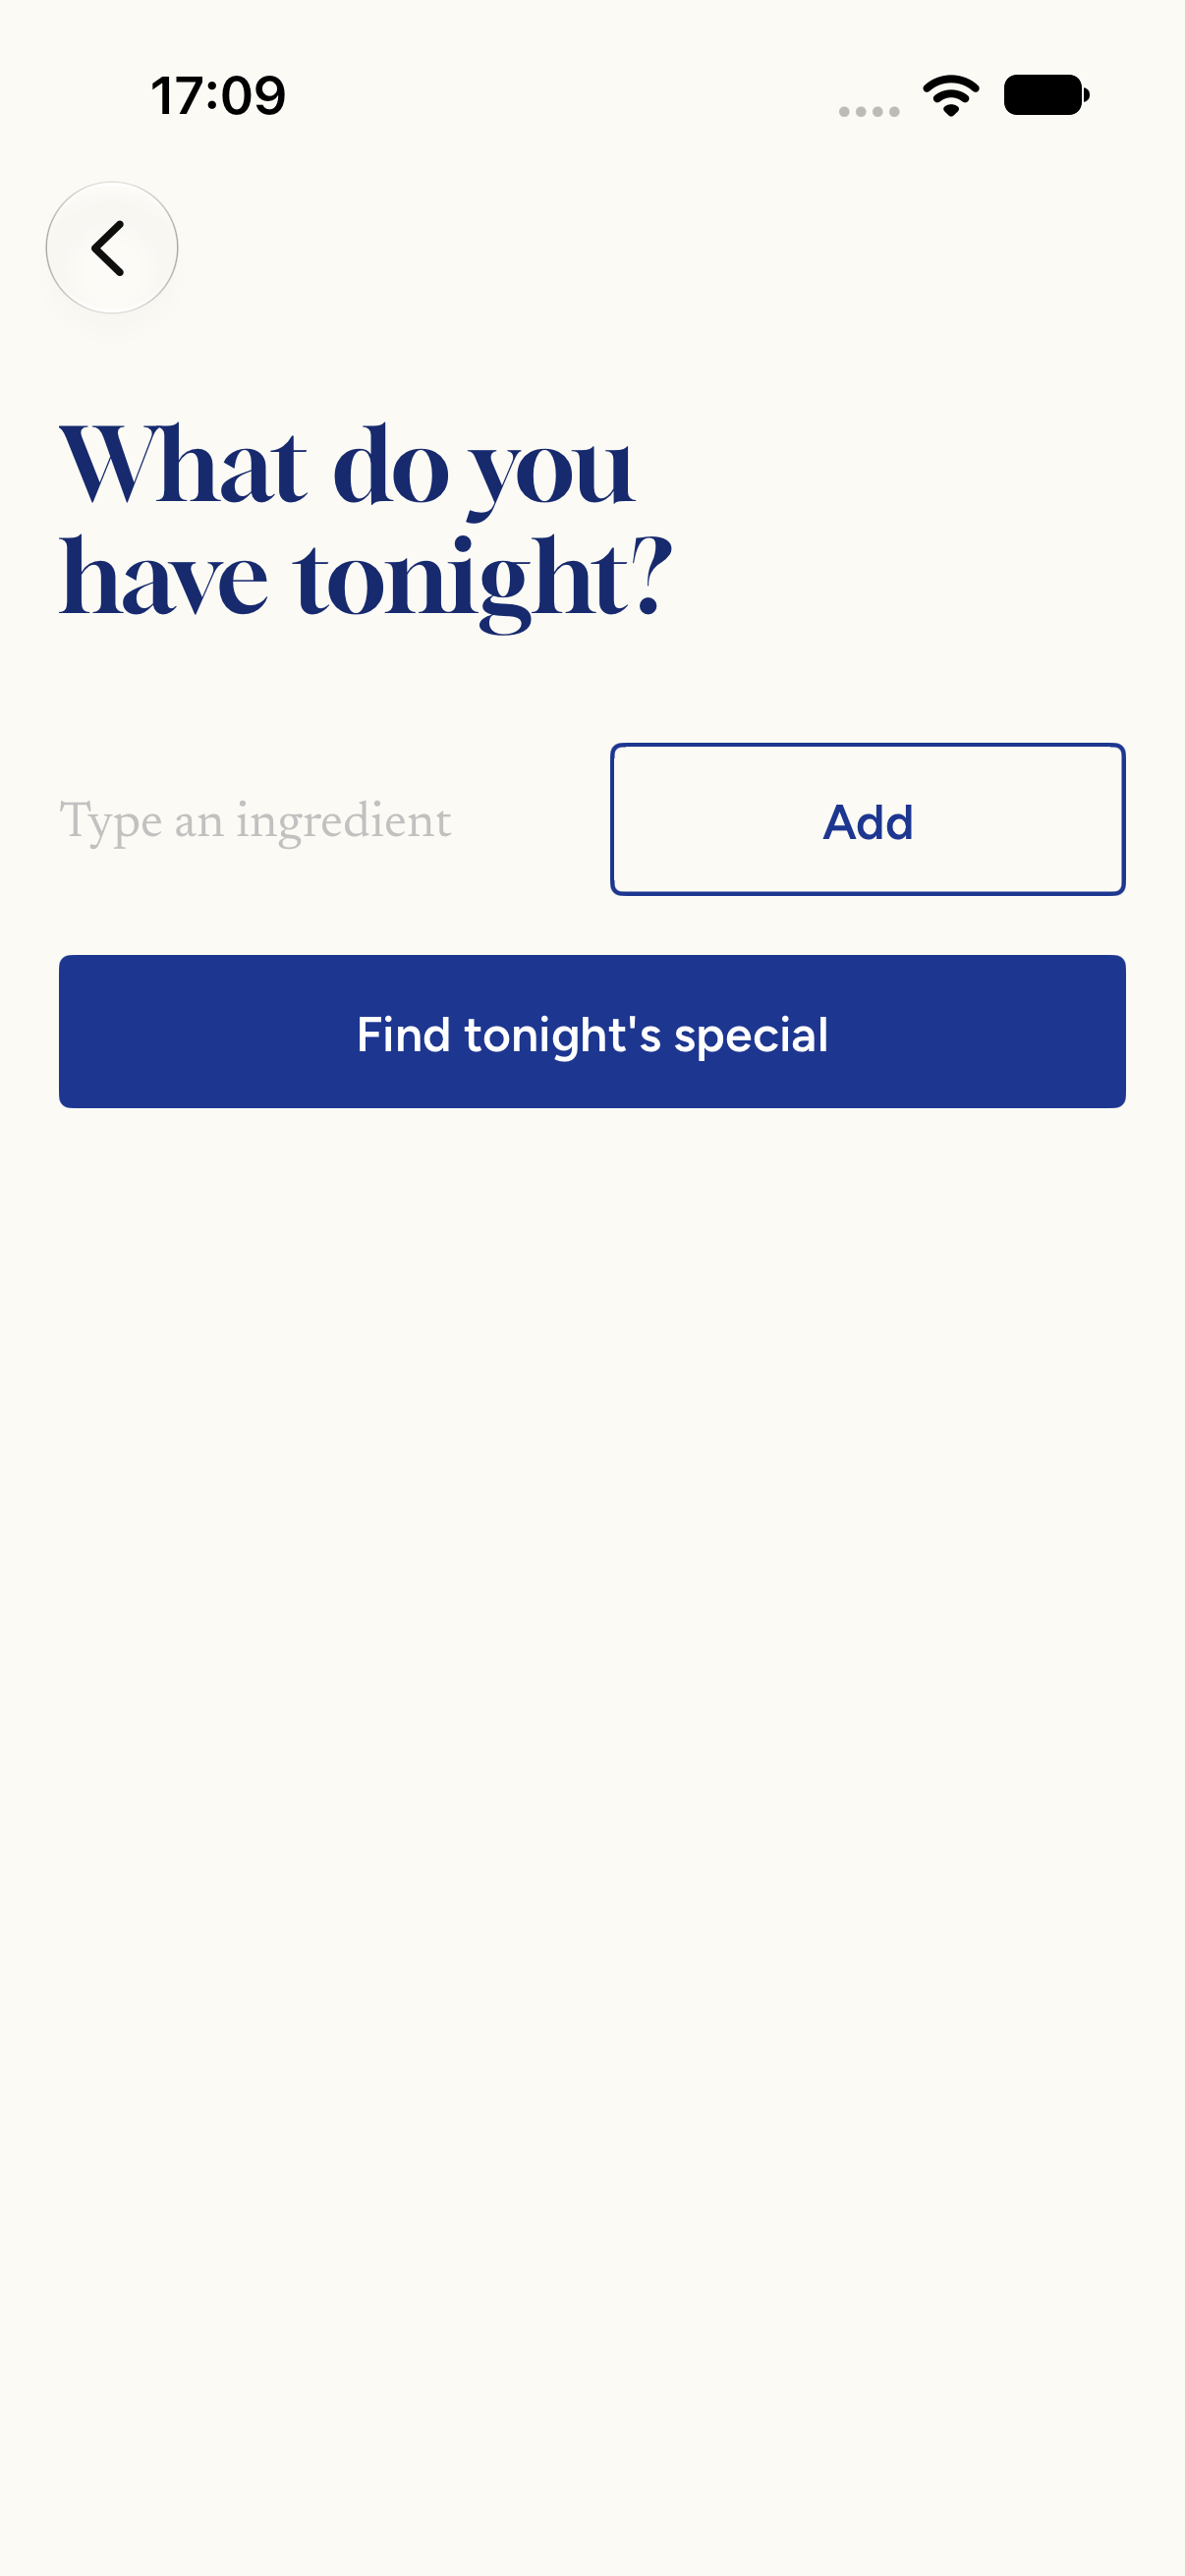 17:09
What do you
have tonight?
Type an ingredient
Add
Find tonight's special